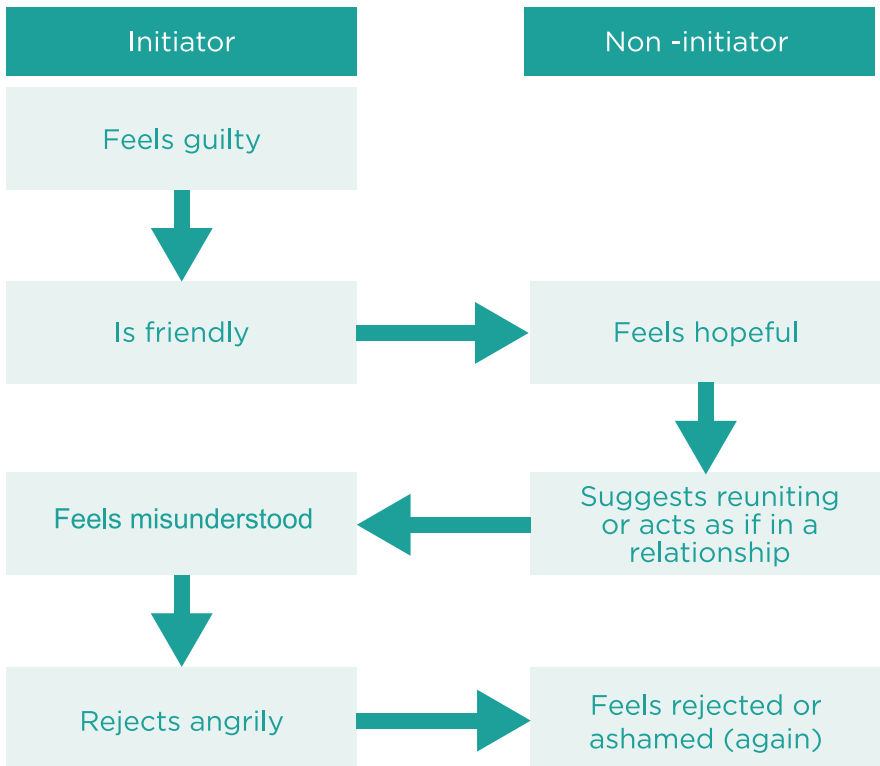 Initiator
Non -initiator
Feels guilty
Is friendly
Feels hopeful
Suggests reuniting
or acts as if in a
relationship
Feels misunderstood
Rejects angrily
Feels rejected or
ashamed (again)